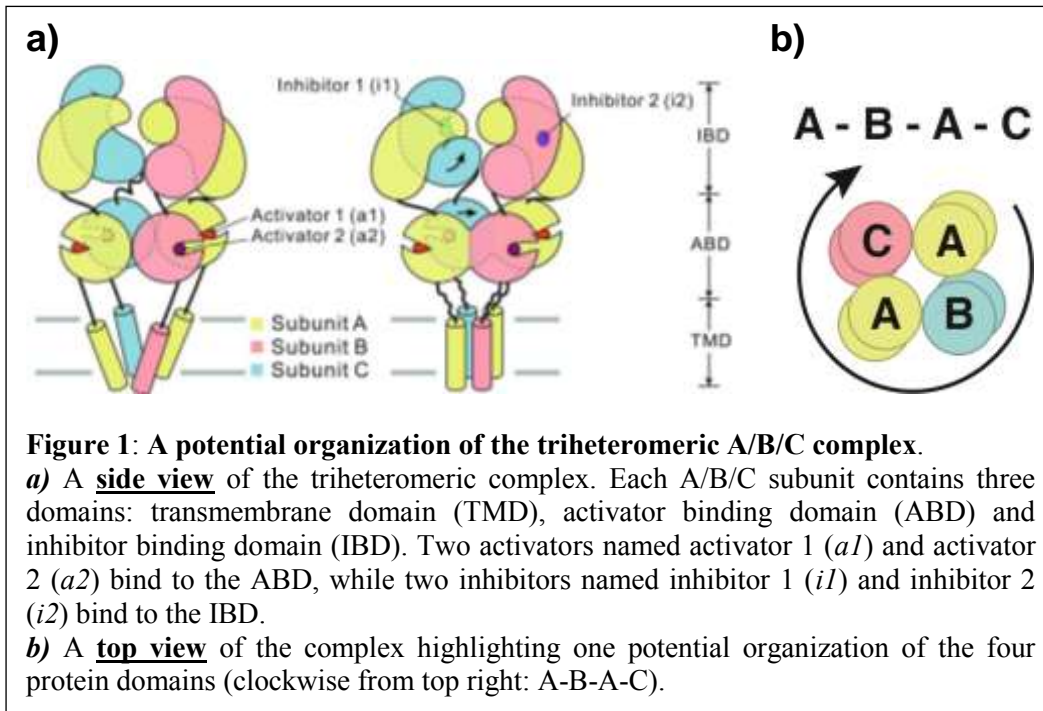 a)
b)
Inhibitor 1 (i1)
Inhibitor 2 (i2)
IBD
A - B - A - C
Activator 1 (a1)
Activator 2 (a2)
ABD
C A
A B
Subunit A
Subunit B
Subunit C
TMD
Figure 1: A potential organization of the triheteromeric A/B/C complex.
a) A side view of the triheteromeric complex. Each A/B/C subunit contains three
domains: transmembrane domain (TMD), activator binding domain (ABD) and
inhibitor binding domain (IBD). Two activators named activator 1 (a1) and activator
2 (a2) bind to the ABD, while two inhibitors named inhibitor 1 (i1) and inhibitor 2
(i2) bind to the IBD.
b) A top view of the complex highlighting one potential organization of the four
protein domains (clockwise from top right: A-B-A-C).